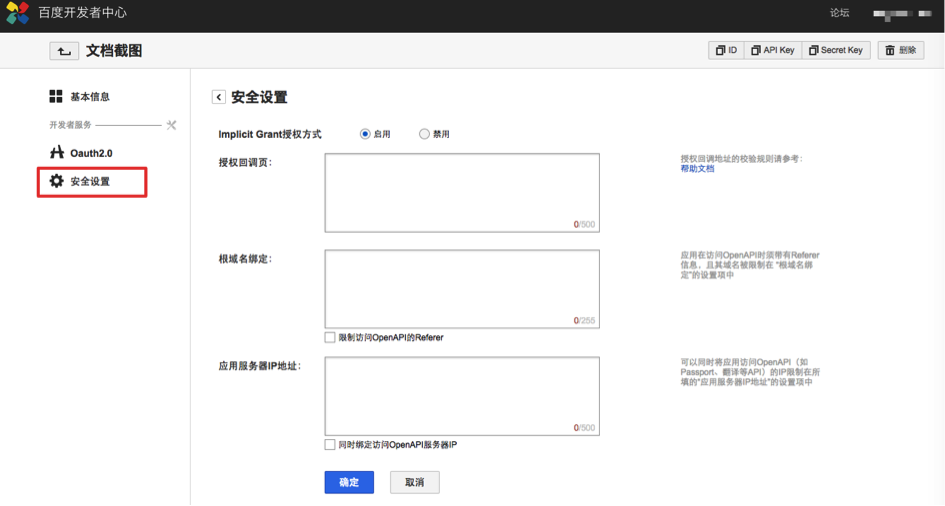 百度开发者中心
论坛
文档截图
ID
API Key
Secret Key
删除
基本信息
开发者服务
Oauth2.0
安全设置
安全设置
Implicit Grant授权方式
启用
禁用
授权回调页：
0/500
授权回调地址的校验规则请参考：
帮助文档
根域名绑定：
0/255
限制访问OpenAPI的Referer
应用在访问OpenAPI时须带有Referer
信息，且其域名被限制在 “根域名绑
定”的设置项中
应用服务器IP地址：
0/500
同时绑定访问OpenAPI服务器IP
可以同时将应用访问OpenAPI（如
Passport、翻译等API）的IP限制在所
填的“应用服务器IP地址”的设置项中
确定
取消